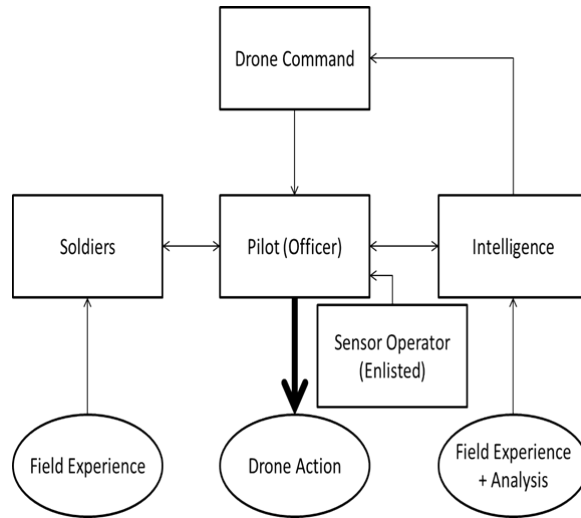 Drone Command
Soldiers
Pilot (Officer)
Intelligence
Sensor Operator
(Enlisted)
Field Experience
Drone Action
Field Experience
+ Analysis